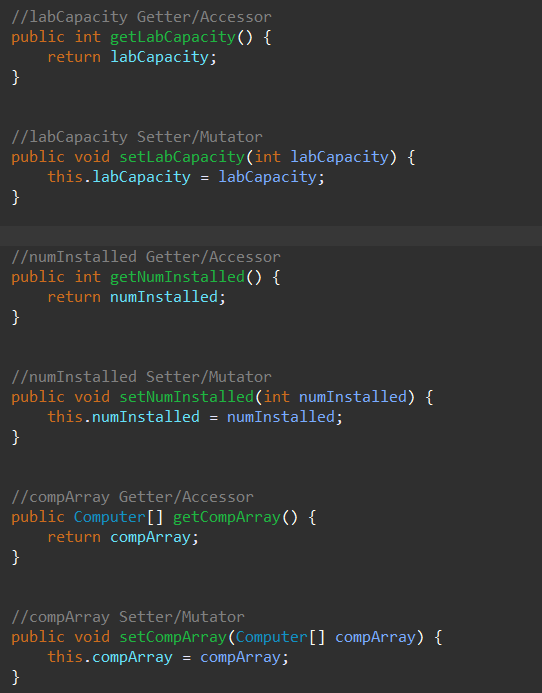 //labCapacity Getter/Accessor
public int getLabCapacity() {
    return labCapacity;
}
//labCapacity Setter/Mutator
public void setLabCapacity(int labCapacity) {
    this.labCapacity = labCapacity;
}
//numInstalled Getter/Accessor
public int getNumInstalled() {
    return numInstalled;
}
//numInstalled Setter/Mutator
public void setNumInstalled(int numInstalled) {
    this.numInstalled = numInstalled;
}
//compArray Getter/Accessor
public Computer[] getCompArray() {
    return compArray;
}
//compArray Setter/Mutator
public void setCompArray(Computer[] compArray) {
    this.compArray = compArray;
}